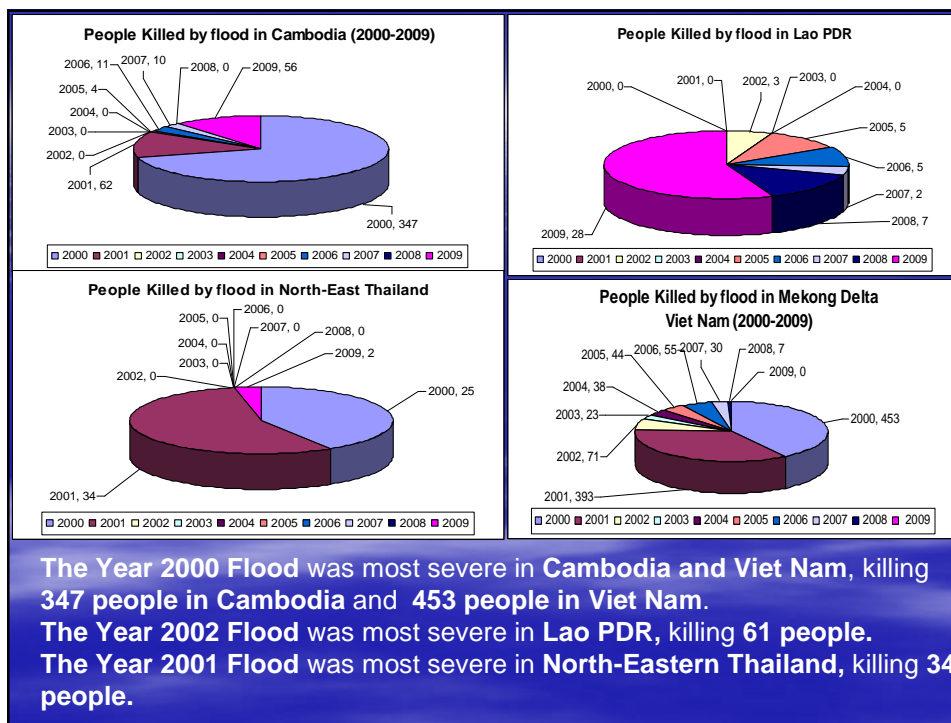 People Killed by flood in Cambodia (2000-2009)
2006, 11
2007, 10
2008, 0
2009, 56
2005, 4
2004, 0
2003, 0
2002, 0
2001, 62
2000, 347
2000 2001 2002 2003 2004 2005 2006 2007 2008 2009
People Killed by flood in Lao PDR
2000, 0
2001, 0
2002, 3
2003, 0
2004, 0
2005, 5
2006, 5
2007, 2
2008, 7
2009, 28
2000 2001 2002 2003 2004 2005 2006 2007 2008 2009
People Killed by flood in North-East Thailand
2006, 0
2005, 0
2007, 0
2004, 0
2008, 0
2003, 0
2009, 2
2002, 0
2000, 25
2001, 34
2000 2001 2002 2003 2004 2005 2006 2007 2008 2009
People Killed by flood in Mekong Delta
Viet Nam (2000-2009)
2005, 44
2006, 55
2007, 30
2008, 7
2009, 0
2004, 38
2003, 23
2002, 71
2000, 453
2001, 393
2000 2001 2002 2003 2004 2005 2006 2007 2008 2009
The Year 2000 Flood was most severe in Cambodia and Viet Nam, killing
347 people in Cambodia and 453 people in Viet Nam.
The Year 2002 Flood was most severe in Lao PDR, killing 61 people.
The Year 2001 Flood was most severe in North-Eastern Thailand, killing 34
people.